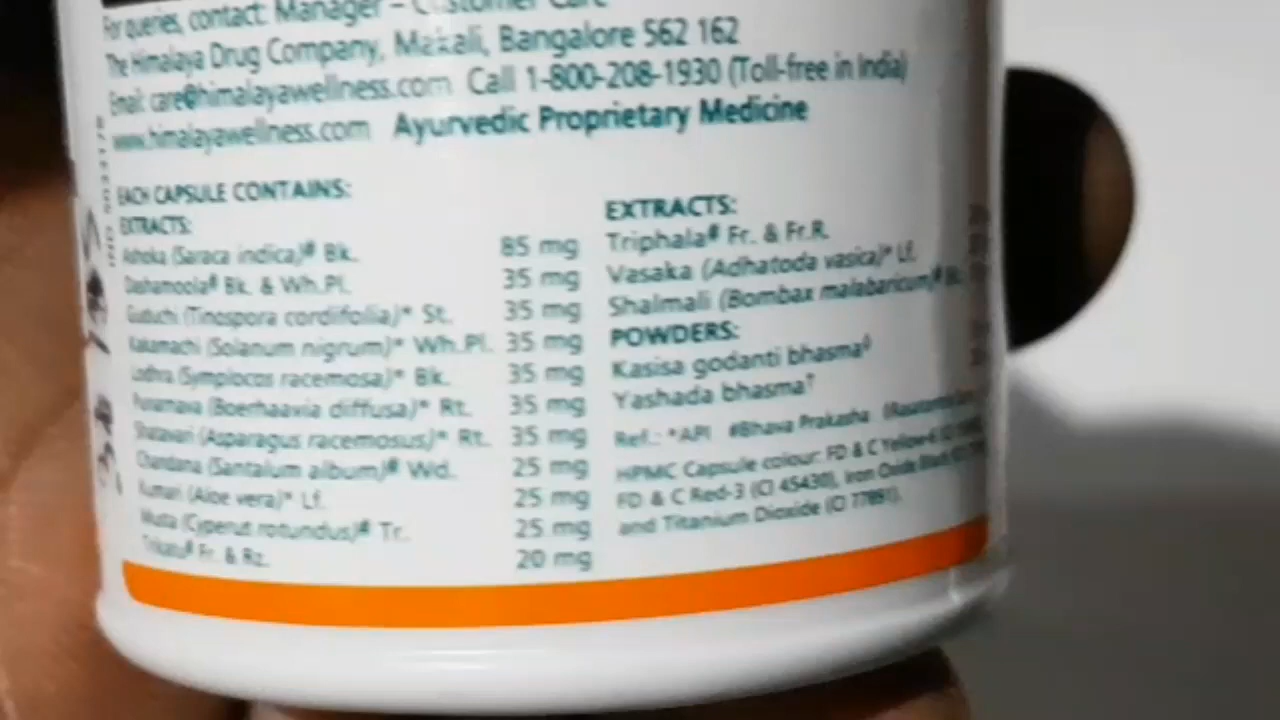 For queries, contact: Manager – Customer Care
The Himalaya Drug Company, Makali, Bangalore 562 162
Email: care@himalayawellness.com Call 1-800-208-1930 (Toll-free in India)
www.himalayawellness.com Ayurvedic Proprietary Medicine
EACH CAPSULE CONTAINS:
EXTRACTS:
Ashoka (Saraca indica)# Bk. 85 mg
Dashamoola# Bk. & Wh.Pl. 35 mg
Guduchi (Tinospora cordifolia)* St. 35 mg
Kakamachi (Solanum nigrum)* Wh.Pl. 35 mg
Lodhra (Symplocos racemosa)* Bk. 35 mg
Punarnava (Boerhaavia diffusa)* Rt. 35 mg
Shatavari (Asparagus racemosus)* Rt. 35 mg
Chandana (Santalum album)# Wd. 25 mg
Kumari (Aloe vera)* Lf. 25 mg
Musta (Cyperus rotundus)# Tr. 25 mg
Trikatu# Fr. & Rz. 20 mg
EXTRACTS:
Triphala# Fr. & Fr.R.
Vasaka (Adhatoda vasica)* Lf.
Shalmali (Bombax malabaricum)#
POWDERS:
Kasisa godanti bhasma
Yashada bhasma†
Ref.: *API #Bhava Prakasha
HPMC Capsule colour: FD & C Yellow-6
FD & C Red-3 (CI 45430), Iron Oxide Black
and Titanium Dioxide (CI 77891).